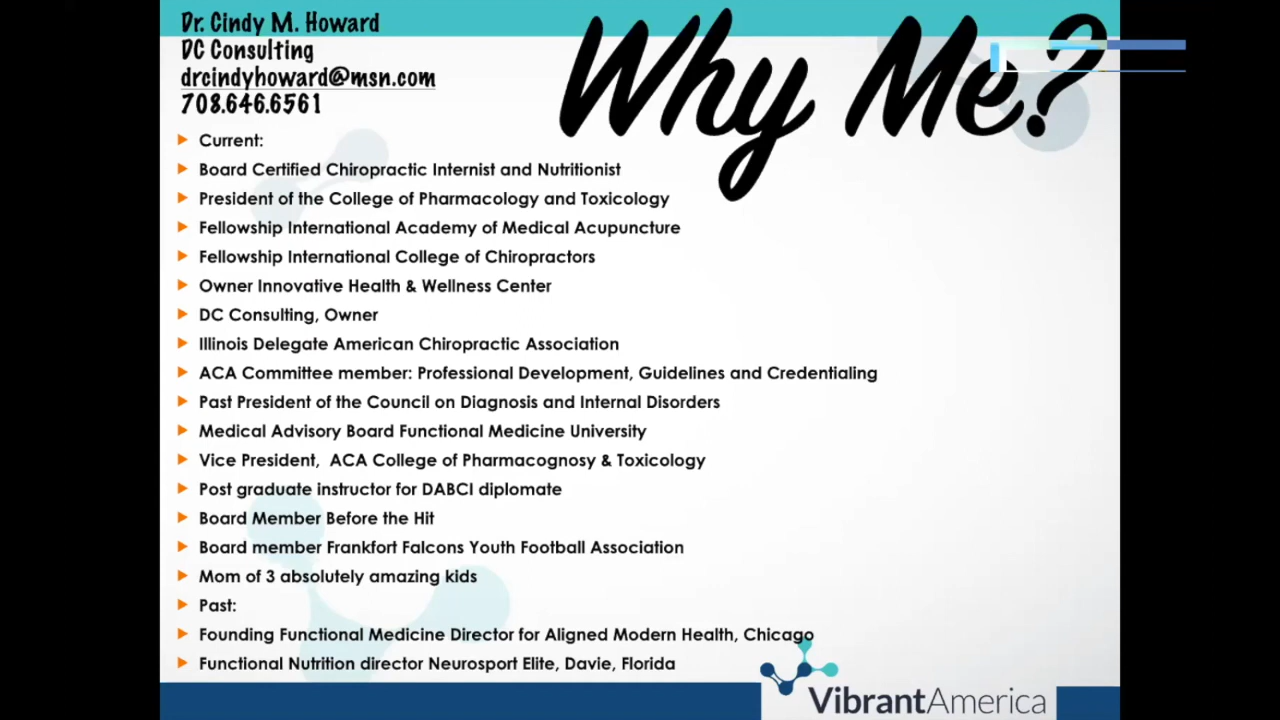 Dr. Cindy M. Howard
DC Consulting
drcindyhoward@msn.com
708.646.6561
Why Me?
Current:
Board Certified Chiropractic Internist and Nutritionist
President of the College of Pharmacology and Toxicology
Fellowship International Academy of Medical Acupuncture
Fellowship International College of Chiropractors
Owner Innovative Health & Wellness Center
DC Consulting, Owner
Illinois Delegate American Chiropractic Association
ACA Committee member: Professional Development, Guidelines and Credentialing
Past President of the Council on Diagnosis and Internal Disorders
Medical Advisory Board Functional Medicine University
Vice President, ACA College of Pharmacognosy & Toxicology
Post graduate instructor for DABCI diplomate
Board Member Before the Hit
Board member Frankfort Falcons Youth Football Association
Mom of 3 absolutely amazing kids
Past:
Founding Functional Medicine Director for Aligned Modern Health, Chicago
Functional Nutrition director Neurosport Elite, Davie, Florida
VibrantAmerica